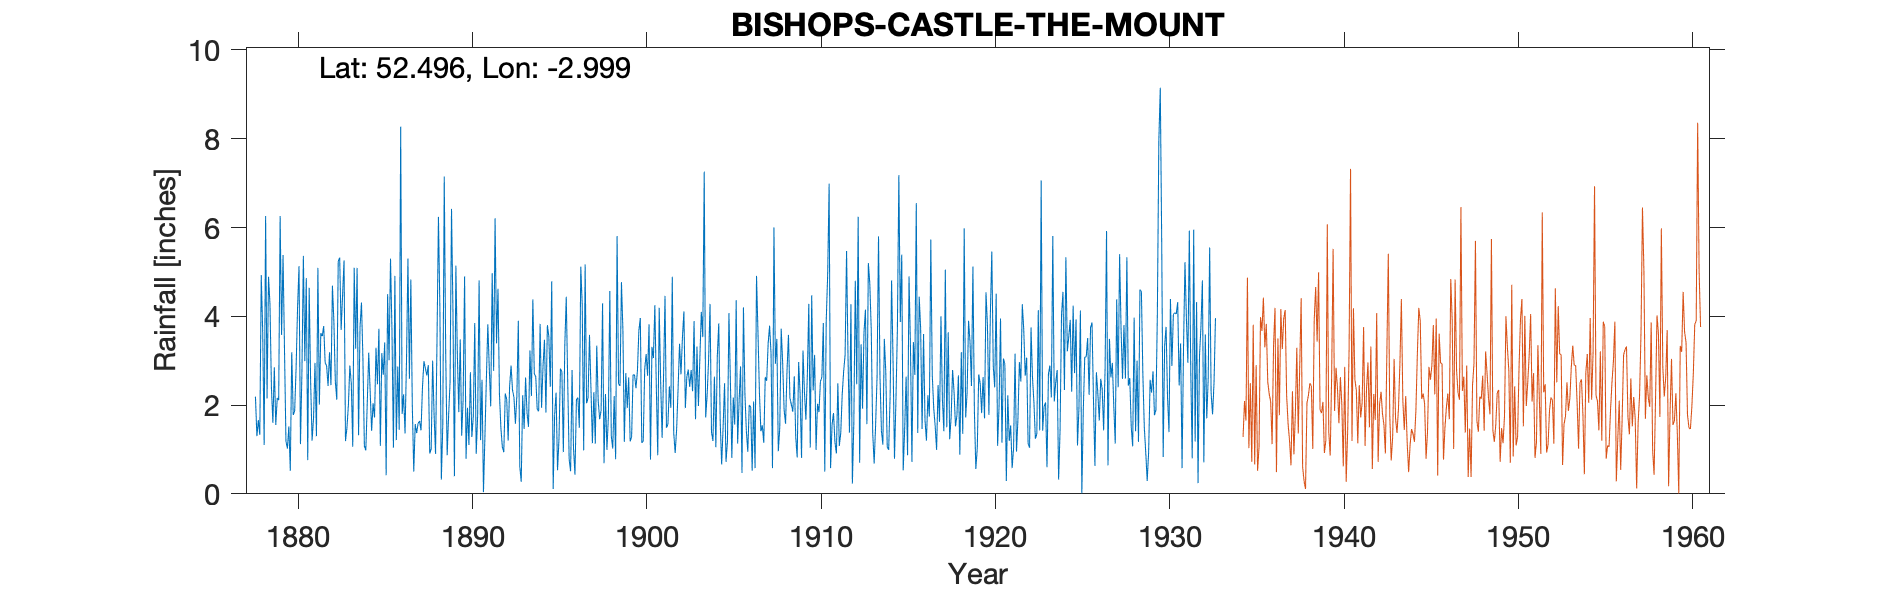 BISHOPS-CASTLE-THE-MOUNT
Lat: 52.496, Lon: -2.999
Rainfall [inches]
10
8
6
4
2
0
1880 1890 1900 1910 1920 1930 1940 1950 1960
Year